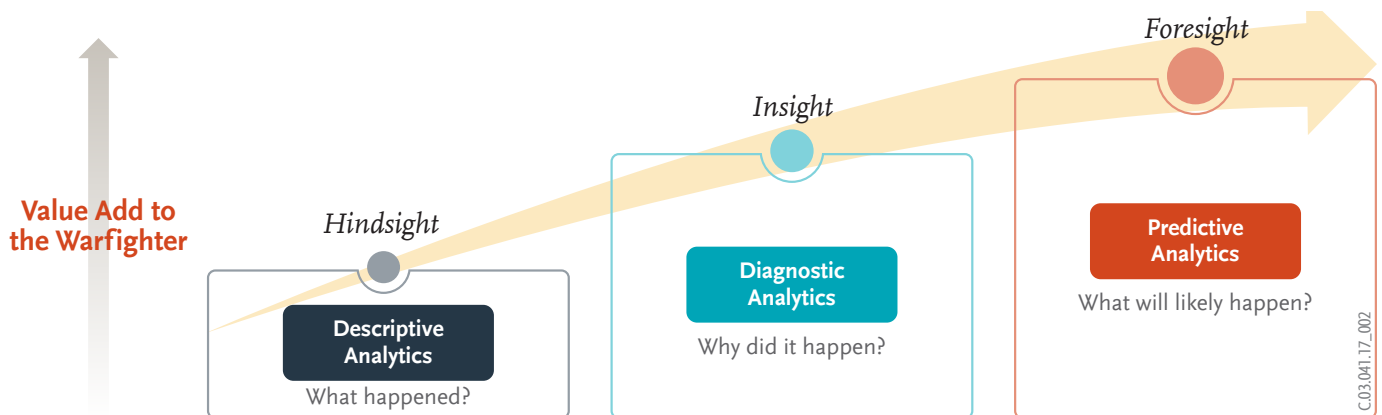 Value Add to
the Warfighter
Hindsight
Descriptive
Analytics
What happened?
Insight
Diagnostic
Analytics
Why did it happen?
Foresight
Predictive
Analytics
What will likely happen?
C.03.041.17_002